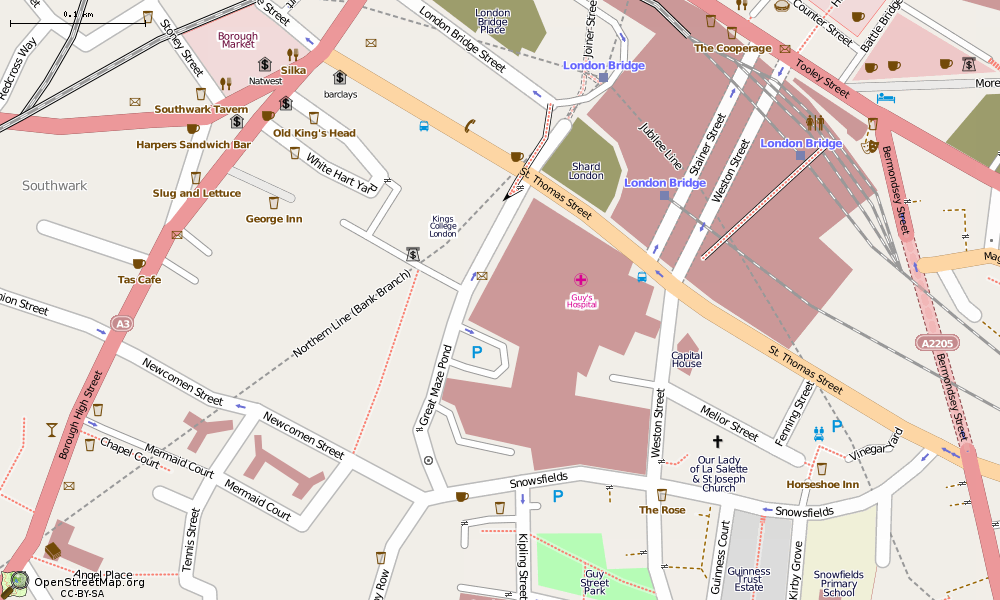 0.1 km
Stoney Street
Redcross Way
Borough
Market
Silka
Natwest
barclays
Southwark Tavern
Harpers Sandwich Bar
Old King's Head
White Hart Yard
Slug and Lettuce
George Inn
Southwark
Tas Cafe
A3
London Bridge Street
London
Bridge
Place
Joiner Street
London Bridge
Jubilee Line
Shard
London
St. Thomas Street
Kings
College
London
London Bridge
Stainer Street
Weston Street
London Bridge
The Cooperage
Counter Street
Battle Bridge
Tooley Street
Bermondsey Street
A2205
Bermondsey Street
Northern Line (Bank Branch)
Guy's
Hospital
Capital
House
St. Thomas Street
Great Maze Pond
Newcomen Street
Newcomen Street
Borough High Street
Mermaid Court
Chapel Court
Mermaid Court
Tennis Street
Angel Place
Snowsfields
Weston Street
Melior Street
Fenning Street
Vinegar Yard
Our Lady
of La Salette
& St Joseph
Church
Horseshoe Inn
The Rose
Snowsfields
Kipling Street
Guy
Street
Park
Guinness Court
Guinness
Trust
Estate
Kirby Grove
Snowsfields
Primary
School
P
P
P
OpenStreetMap.org
CC-BY-SA